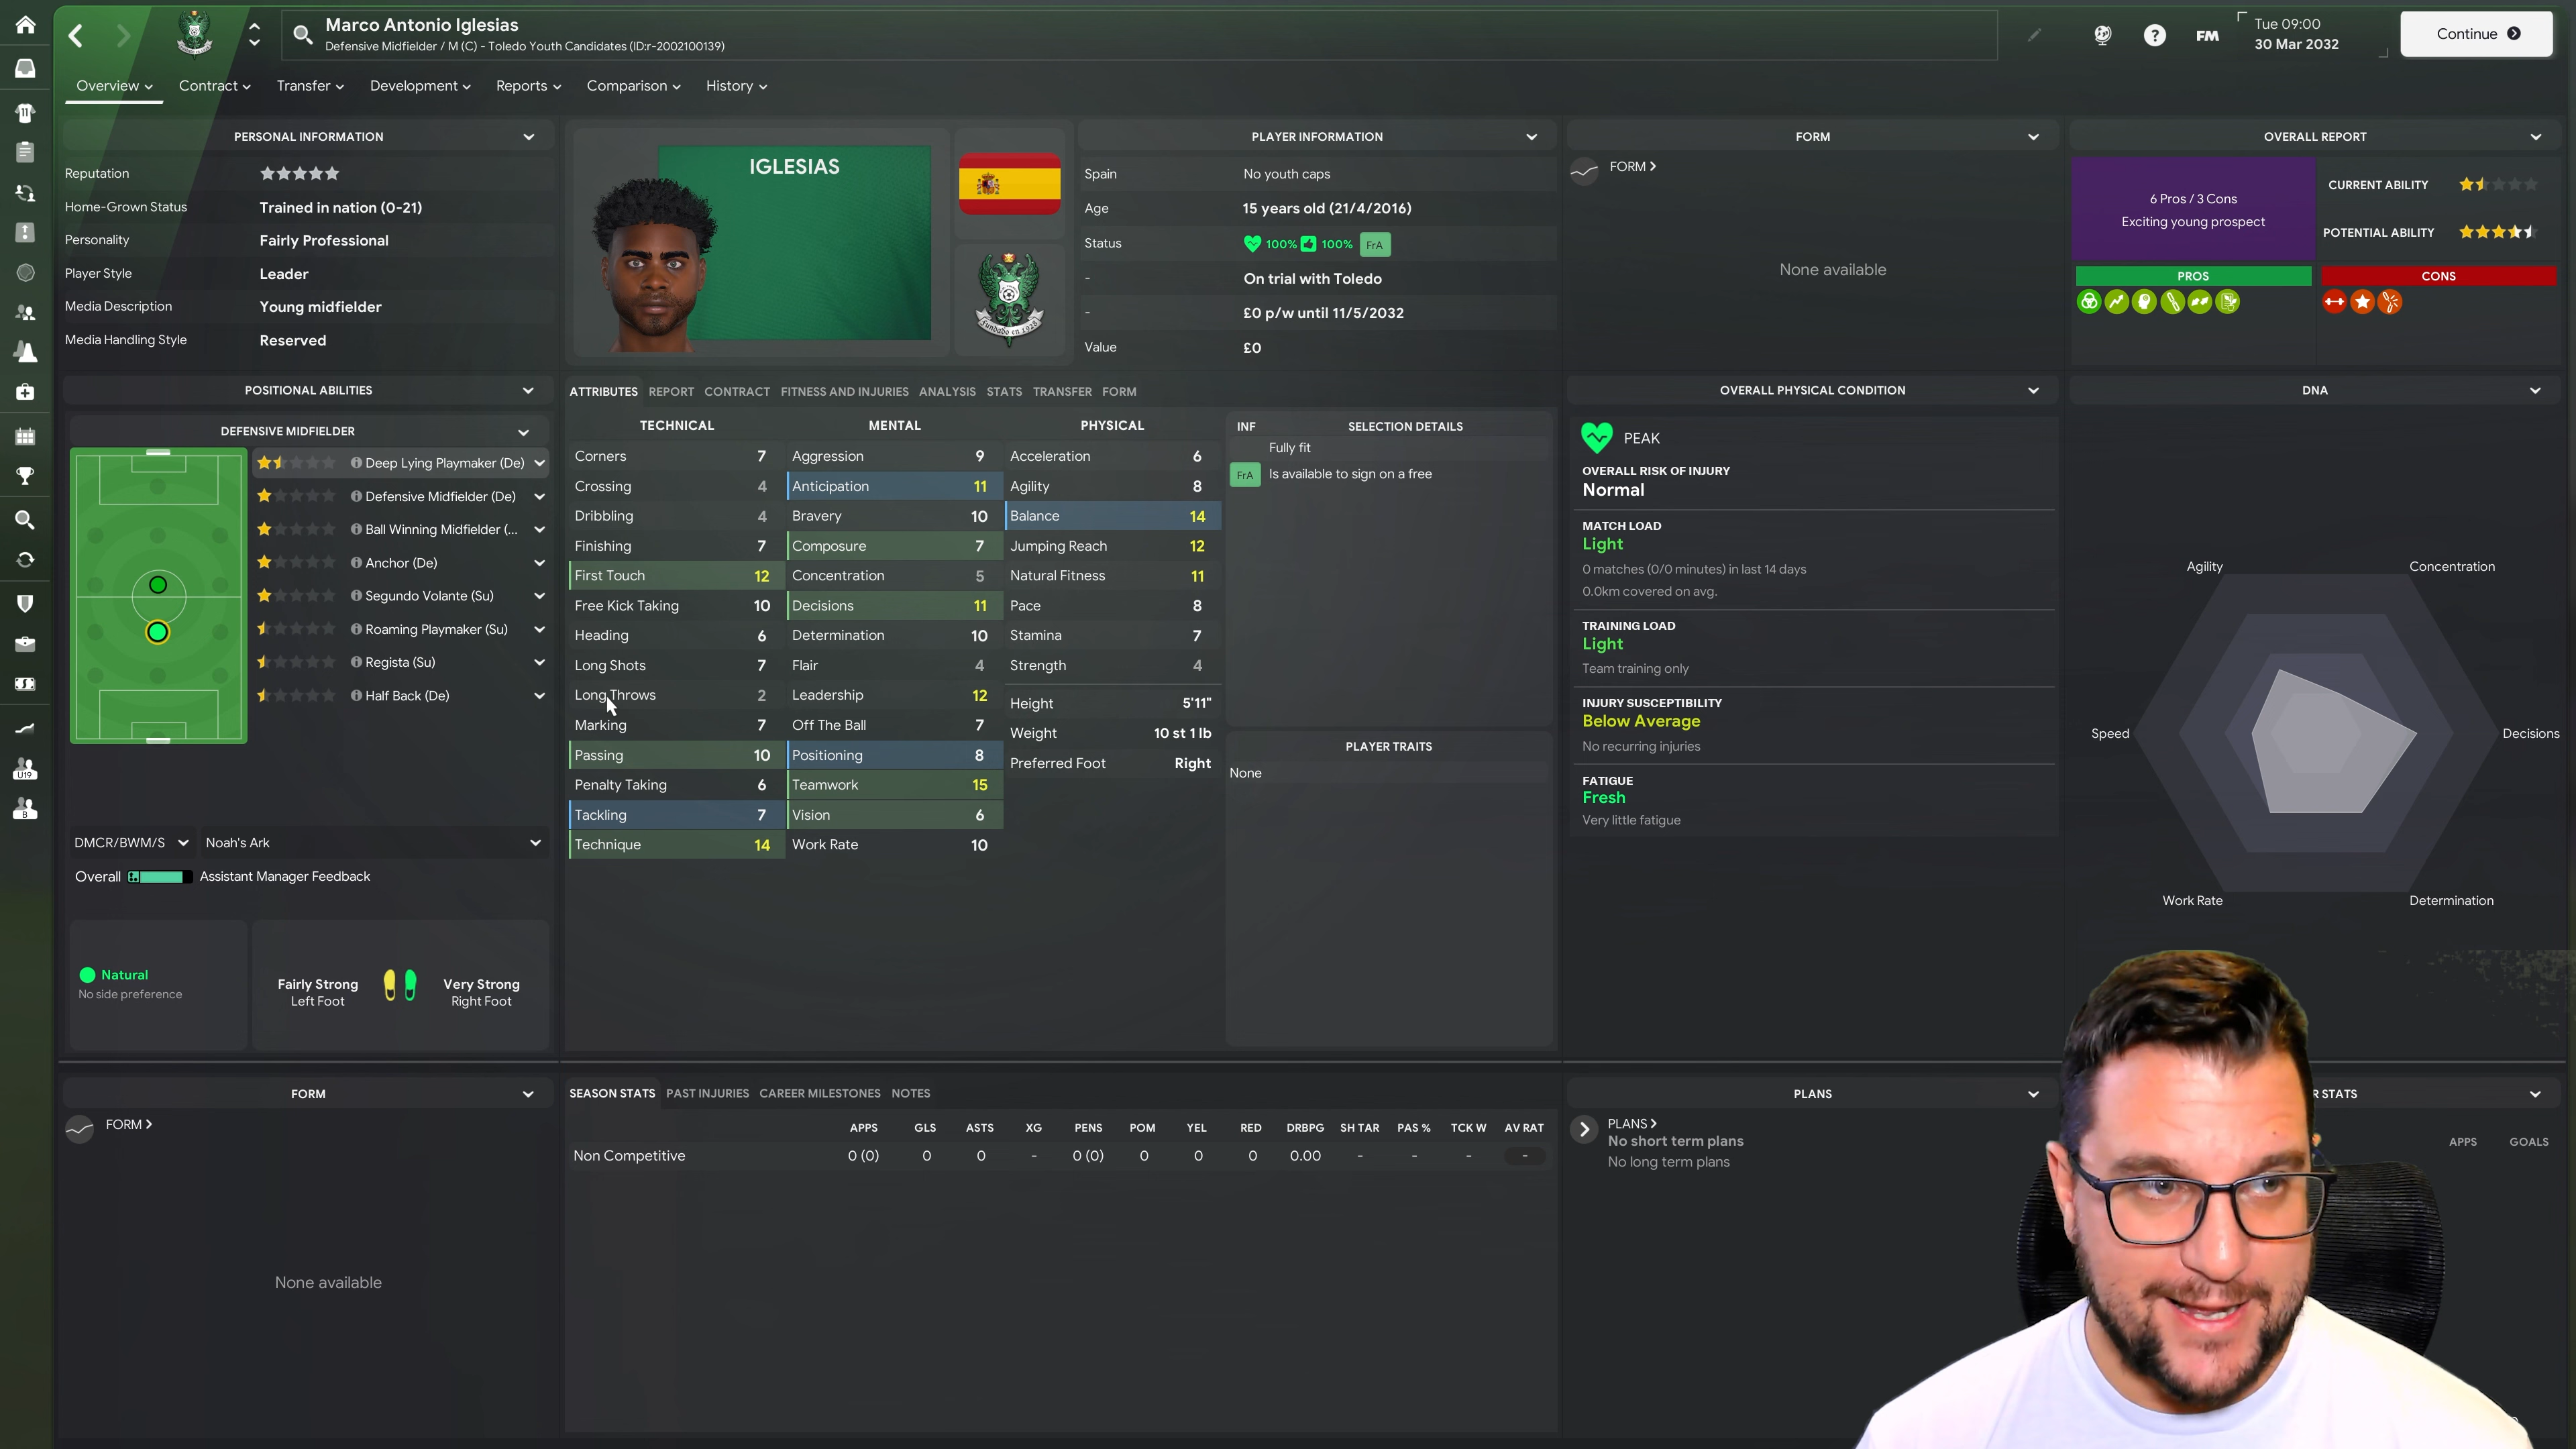 Marco Antonio Iglesias
Defensive Midfielder / M (C) - Toledo Youth Candidates (ID:r-2002100139)
FM
Tue 09:00
30 Mar 2032
Continue
Overview
Contract
Transfer
Development
Reports
Comparison
History
PERSONAL INFORMATION
Reputation
Home-Grown Status Trained in nation (0-21)
Personality Fairly Professional
Player Style Leader
Media Description Young midfielder
Media Handling Style Reserved
IGLESIAS
Fundado en 1928
PLAYER INFORMATION
Spain No youth caps
Age 15 years old (21/4/2016)
Status 100% 100% FrA
- On trial with Toledo
- £0 p/w until 11/5/2032
Value £0
FORM
FORM
None available
OVERALL REPORT
6 Pros / 3 Cons
Exciting young prospect
CURRENT ABILITY
POTENTIAL ABILITY
PROS
CONS
POSITIONAL ABILITIES
DEFENSIVE MIDFIELDER
Deep Lying Playmaker (De)
Defensive Midfielder (De)
Ball Winning Midfielder (...
Anchor (De)
Segundo Volante (Su)
Roaming Playmaker (Su)
Regista (Su)
Half Back (De)
DMCR/BWM/S
Noah's Ark
Overall
Assistant Manager Feedback
Natural
No side preference
Fairly Strong
Left Foot
Very Strong
Right Foot
ATTRIBUTES REPORT CONTRACT FITNESS AND INJURIES ANALYSIS STATS TRANSFER FORM
TECHNICAL
Corners 7
Crossing 4
Dribbling 4
Finishing 7
First Touch 12
Free Kick Taking 10
Heading 6
Long Shots 7
Long Throws 2
Marking 7
Passing 10
Penalty Taking 6
Tackling 7
Technique 14
MENTAL
Aggression 9
Anticipation 11
Bravery 10
Composure 7
Concentration 5
Decisions 11
Determination 10
Flair 4
Leadership 12
Off The Ball 7
Positioning 8
Teamwork 15
Vision 6
Work Rate 10
PHYSICAL
Acceleration 6
Agility 8
Balance 14
Jumping Reach 12
Natural Fitness 11
Pace 8
Stamina 7
Strength 4
Height 5'11"
Weight 10 st 1 lb
Preferred Foot Right
INF SELECTION DETAILS
Fully fit
FrA Is available to sign on a free
PLAYER TRAITS
None
OVERALL PHYSICAL CONDITION
PEAK
OVERALL RISK OF INJURY
Normal
MATCH LOAD
Light
0 matches (0/0 minutes) in last 14 days
0.0km covered on avg.
TRAINING LOAD
Light
Team training only
INJURY SUSCEPTIBILITY
Below Average
No recurring injuries
FATIGUE
Fresh
Very little fatigue
DNA
Agility
Concentration
Speed
Decisions
Work Rate
Determination
U19
B
FORM
FORM
None available
SEASON STATS PAST INJURIES CAREER MILESTONES NOTES
APPS GLS ASTS XG PENS POM YEL RED DRBPG SH TAR PAS % TCK W AV RAT
Non Competitive 0 (0) 0 0 - 0 (0) 0 0 0 0.00 - - - -
PLANS
PLANS
No short term plans
No long term plans
STATS
APPS GOALS